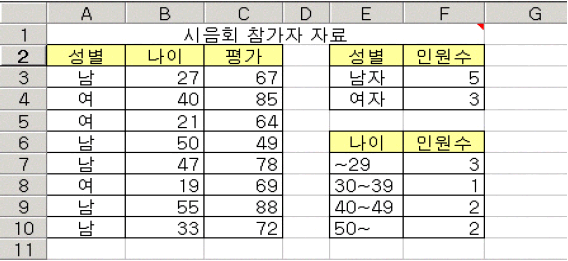 A B C D E F G
1 시음회 참가자 자료
2 성별 나이 평가 성별 인원수
3 남 27 67 남자 5
4 여 40 85 여자 3
5 여 21 64
6 남 50 49 나이 인원수
7 남 47 78 ~29 3
8 여 19 69 30~39 1
9 남 55 88 40~49 2
10 남 33 72 50~ 2
11